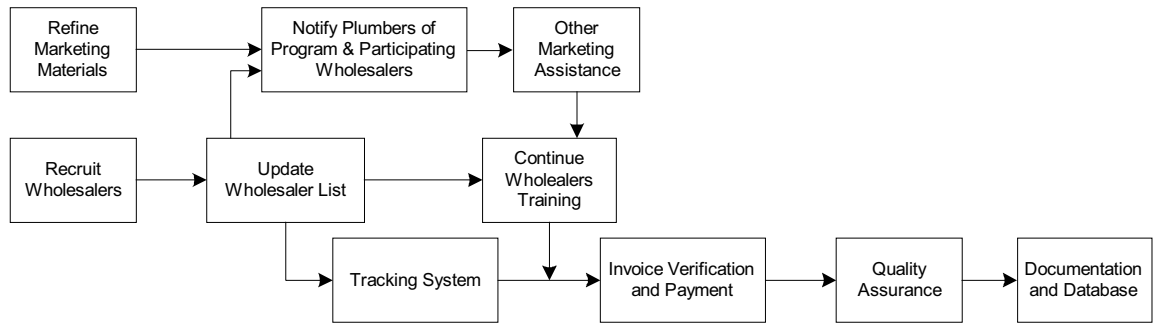 Refine
Marketing
Materials
Notify Plumbers of
Program & Participating
Wholesalers
Other
Marketing
Assistance
Recruit
Wholesalers
Update
Wholesaler List
Continue
Wholealers
Training
Tracking System
Invoice Verification
and Payment
Quality
Assurance
Documentation
and Database